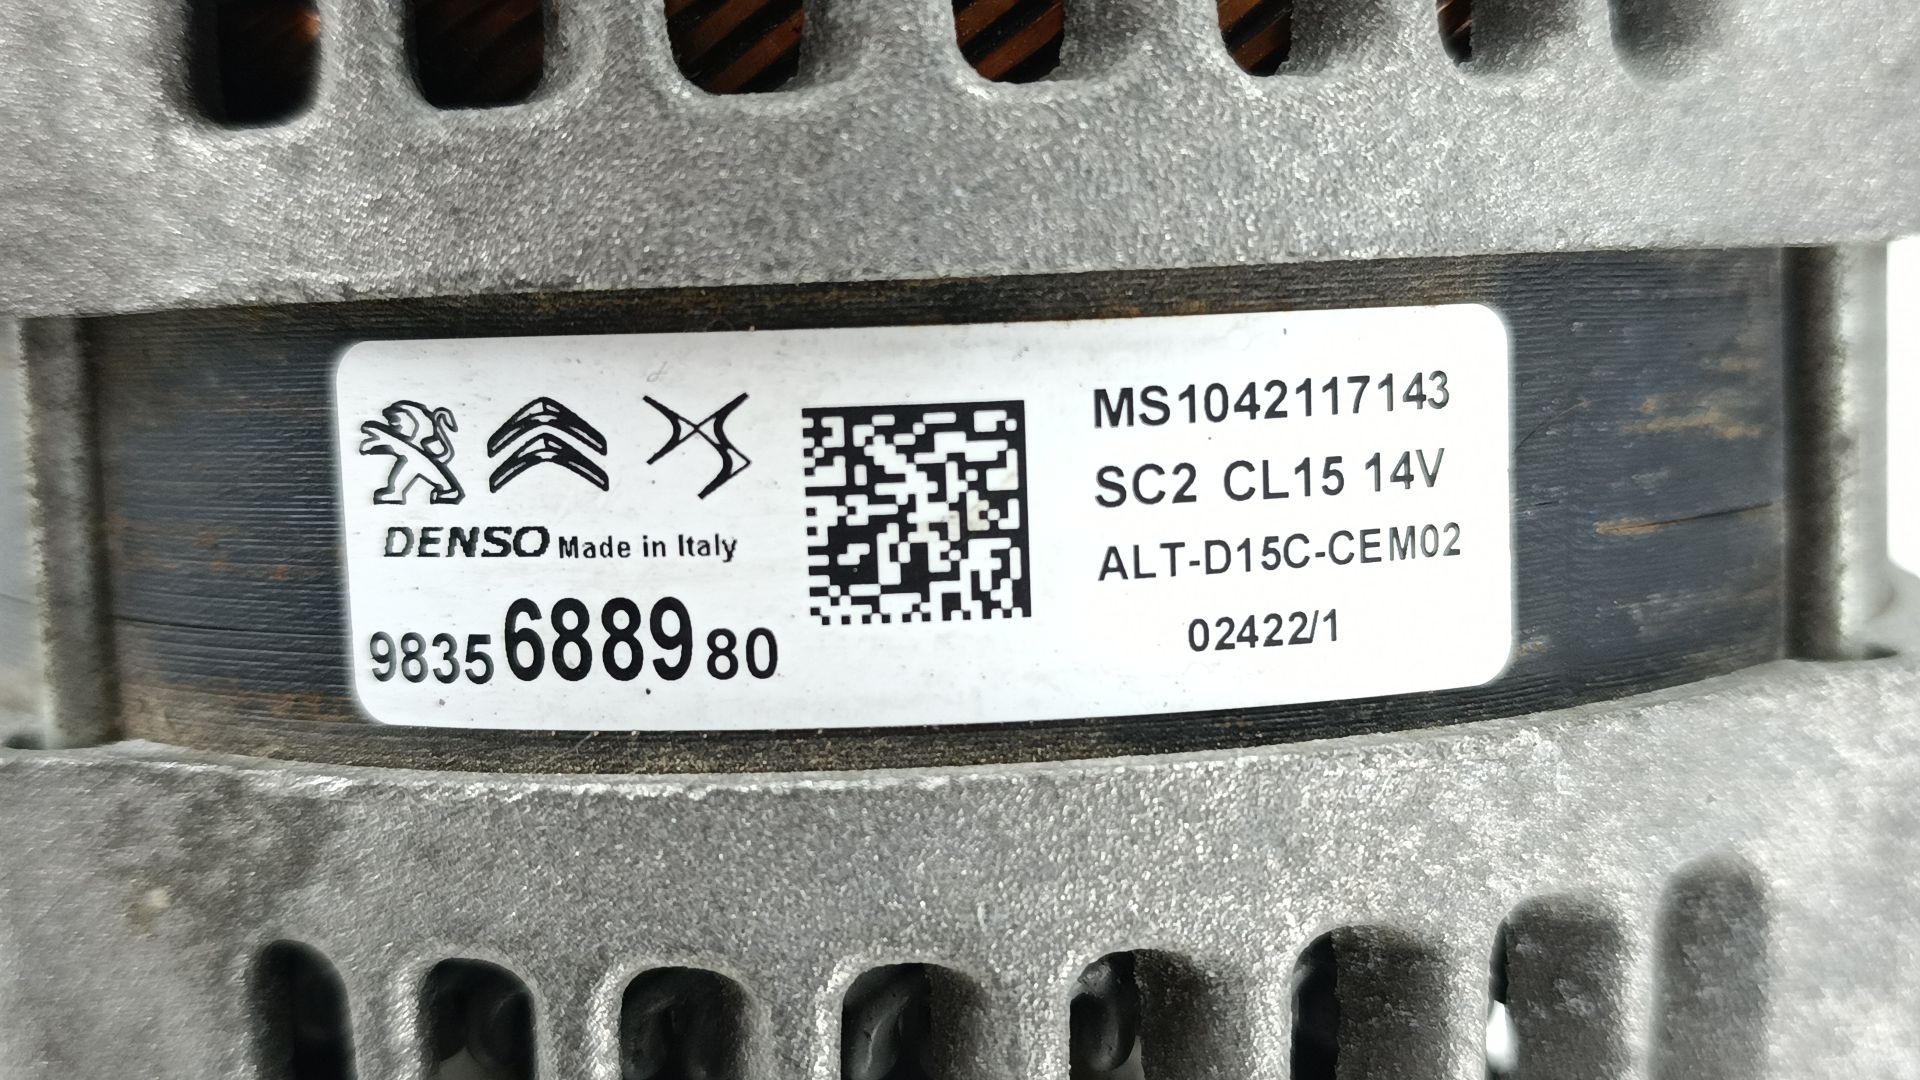 DENSO Made in Italy
9835688980
MS1042117143
SC2 CL15 14V
ALT-D15C-CEM02
02422/1